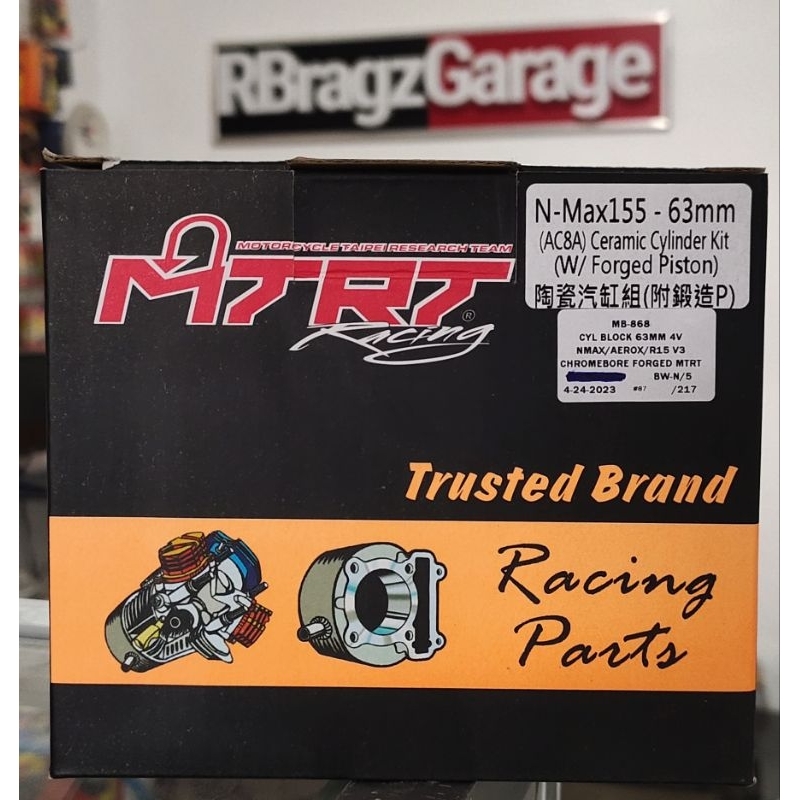 RBragzGarage
MOTORCYCLE TAIPEI RESEARCH TEAM
MTRT
®
Racing
N-Max155 - 63mm
(AC8A) Ceramic Cylinder Kit
(W/ Forged Piston)
陶瓷汽缸組(附鍛造P)
MB-868
CYL BLOCK 63MM 4V
NMAX/AEROX/R15 V3
CHROMEBORE FORGED MTRT
BW-N/5
4-24-2023 #87 /217
Trusted Brand
Racing
Parts